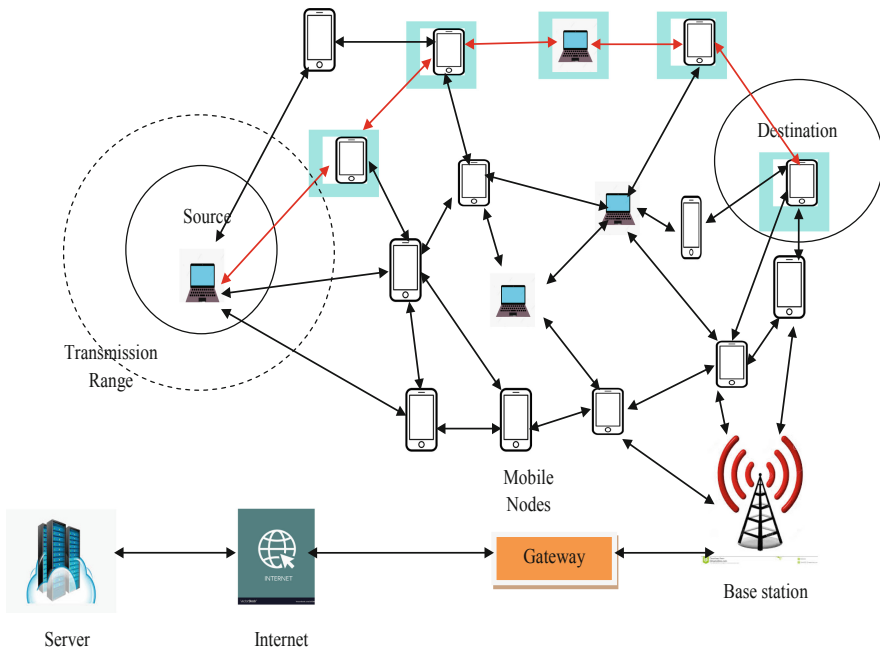 Destination
Source
Transmission
Range
Mobile
Nodes
INTERNET
Gateway
Base station
Server
Internet